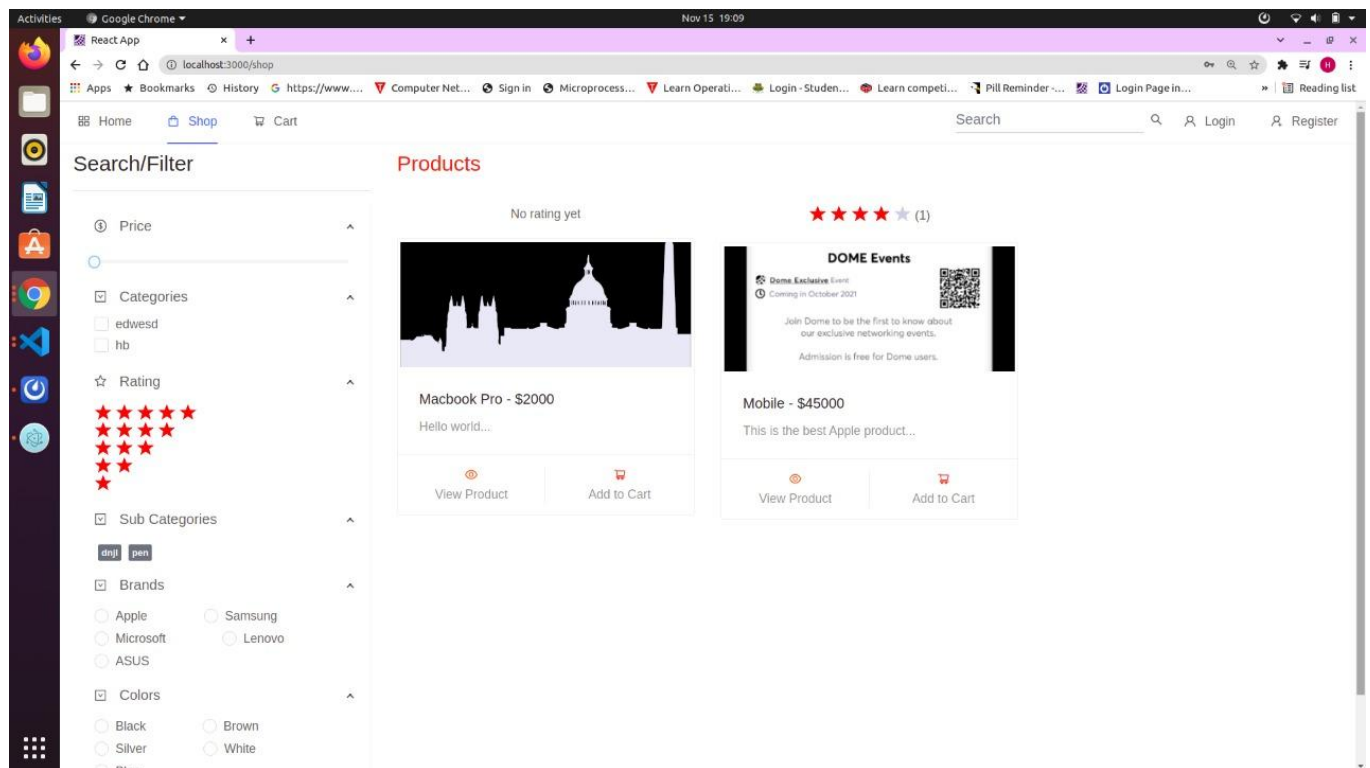 Activities Google Chrome Nov 15 19:09
React App
localhost:3000/shop
Apps Bookmarks History https://www.... Computer Net... Sign in Microprocess... Learn Operati... Login - Studen... Learn competi... Pill Reminder -... Login Page in... » Reading list
Home Shop Cart Search Login Register
Search/Filter
Price
Categories
edwesd
hb
Rating
Sub Categories
dnjl pen
Brands
Apple Samsung
Microsoft Lenovo
ASUS
Colors
Black Brown
Silver White
Products
No rating yet
Macbook Pro - $2000
Hello world...
View Product Add to Cart
(1)
DOME Events
Dome Exclusive Event
Coming in October 2021
Join Dome to be the first to know about
our exclusive networking events.
Admission is free for Dome users.
Mobile - $45000
This is the best Apple product...
View Product Add to Cart